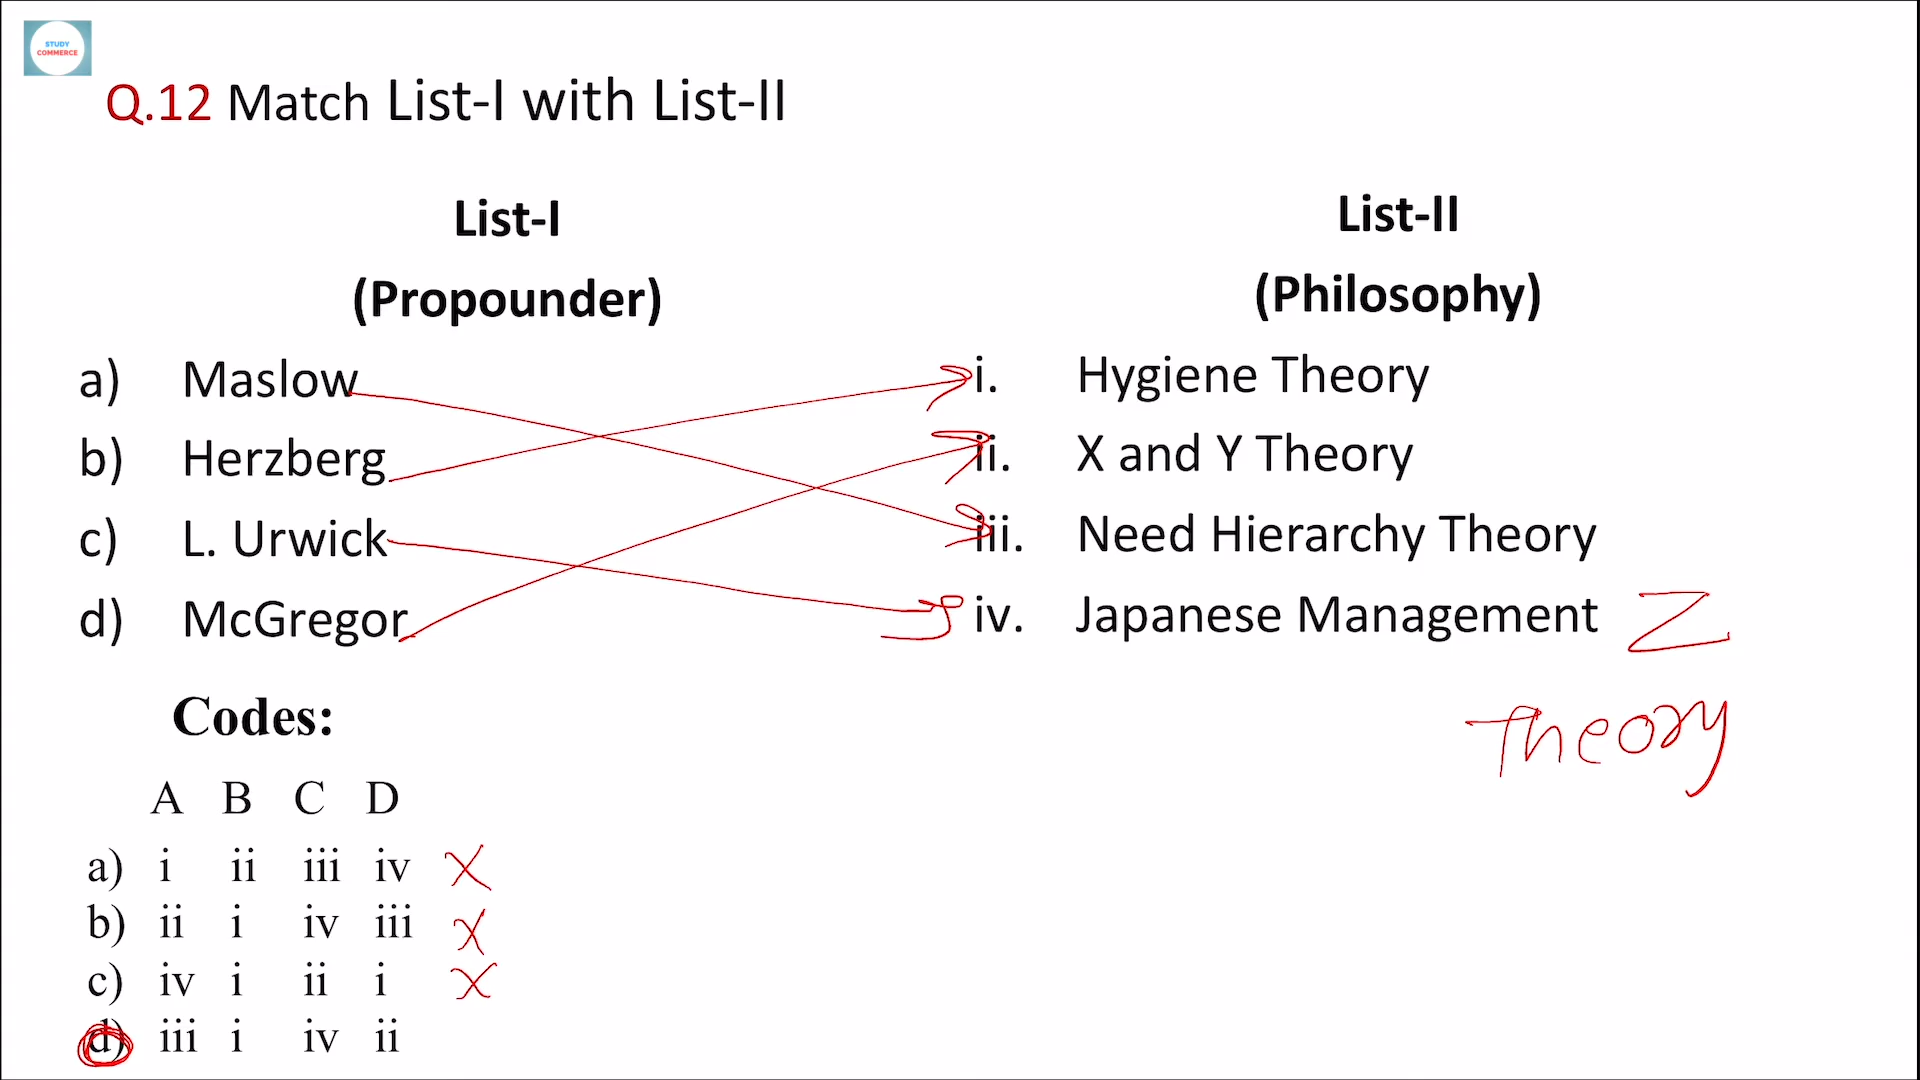 STUDY
COMMERCE
Q.12 Match List-I with List-II
List-I
(Propounder)
a) Maslow
b) Herzberg
c) L. Urwick
d) McGregor
List-II
(Philosophy)
i. Hygiene Theory
ii. X and Y Theory
iii. Need Hierarchy Theory
iv. Japanese Management Z
Theory
Codes:
A B C D
a) i ii iii iv X
b) ii i iv iii X
c) iv i ii i X
d) iii i iv ii